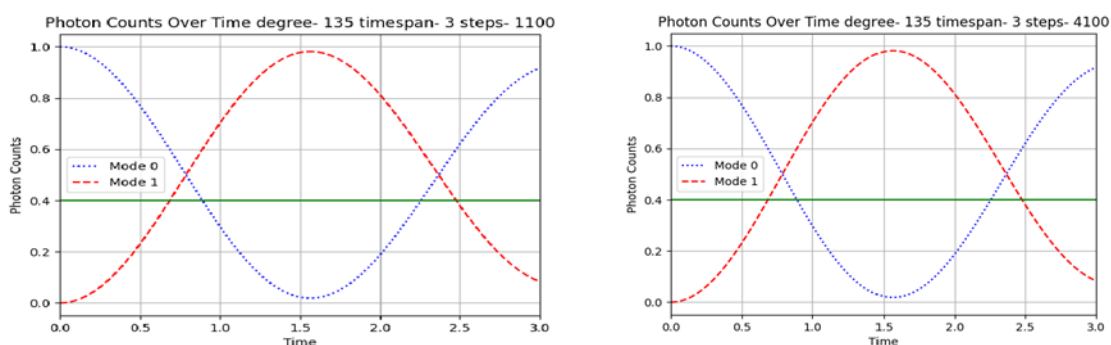 Photon Counts Over Time degree- 135 timespan- 3 steps- 1100
1.0
0.8
0.6
0.4
0.2
0.0
Photon Counts
Mode 0
Mode 1
0.0 0.5 1.0 1.5 2.0 2.5 3.0
Time
Photon Counts Over Time degree- 135 timespan- 3 steps- 4100
1.0
0.8
0.6
0.4
0.2
0.0
Photon Counts
Mode 0
Mode 1
0.0 0.5 1.0 1.5 2.0 2.5 3.0
Time